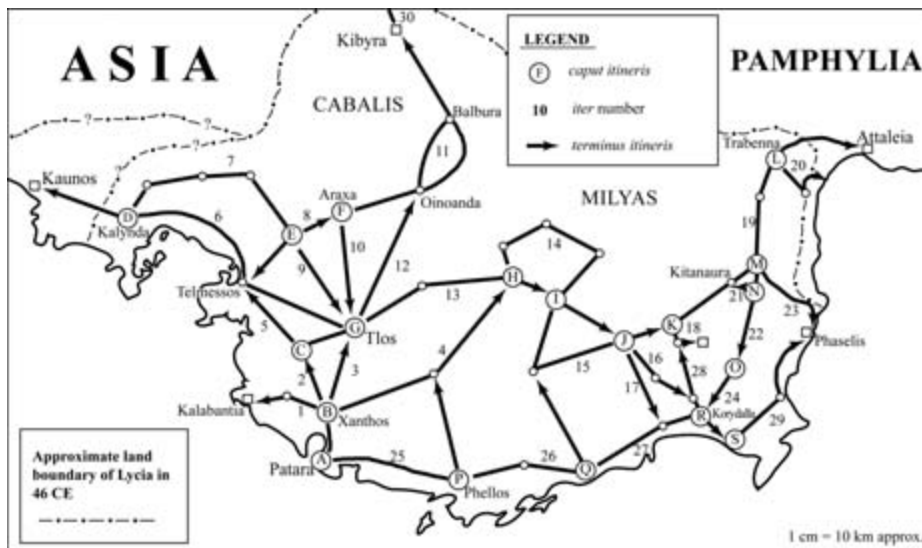 ASIA
PAMPHYLIA
30
Kibyra
CABALIS
LEGEND
F caput itineris
10 iter number
terminus itineris
Balbura
11
Attaleia
Trabenna
L
20
?
?
?
7
Kaunos
D
Kalynda
6
Araxa
8
F
E
Oinoanda
MILYAS
10
9
12
14
19
Kitanaura
M
N
21
23
?
Telmessos
13
H
I
G
Tlos
5
C
2
3
4
K
18
22
J
Phaselis
15
16
17
28
O
24
Kalabantia
1
B
Xanthos
R
Korydalla
S
29
27
Approximate land
boundary of Lycia in
46 CE
A
Patara
25
P
Phellos
26
Q
1 cm = 10 km approx.